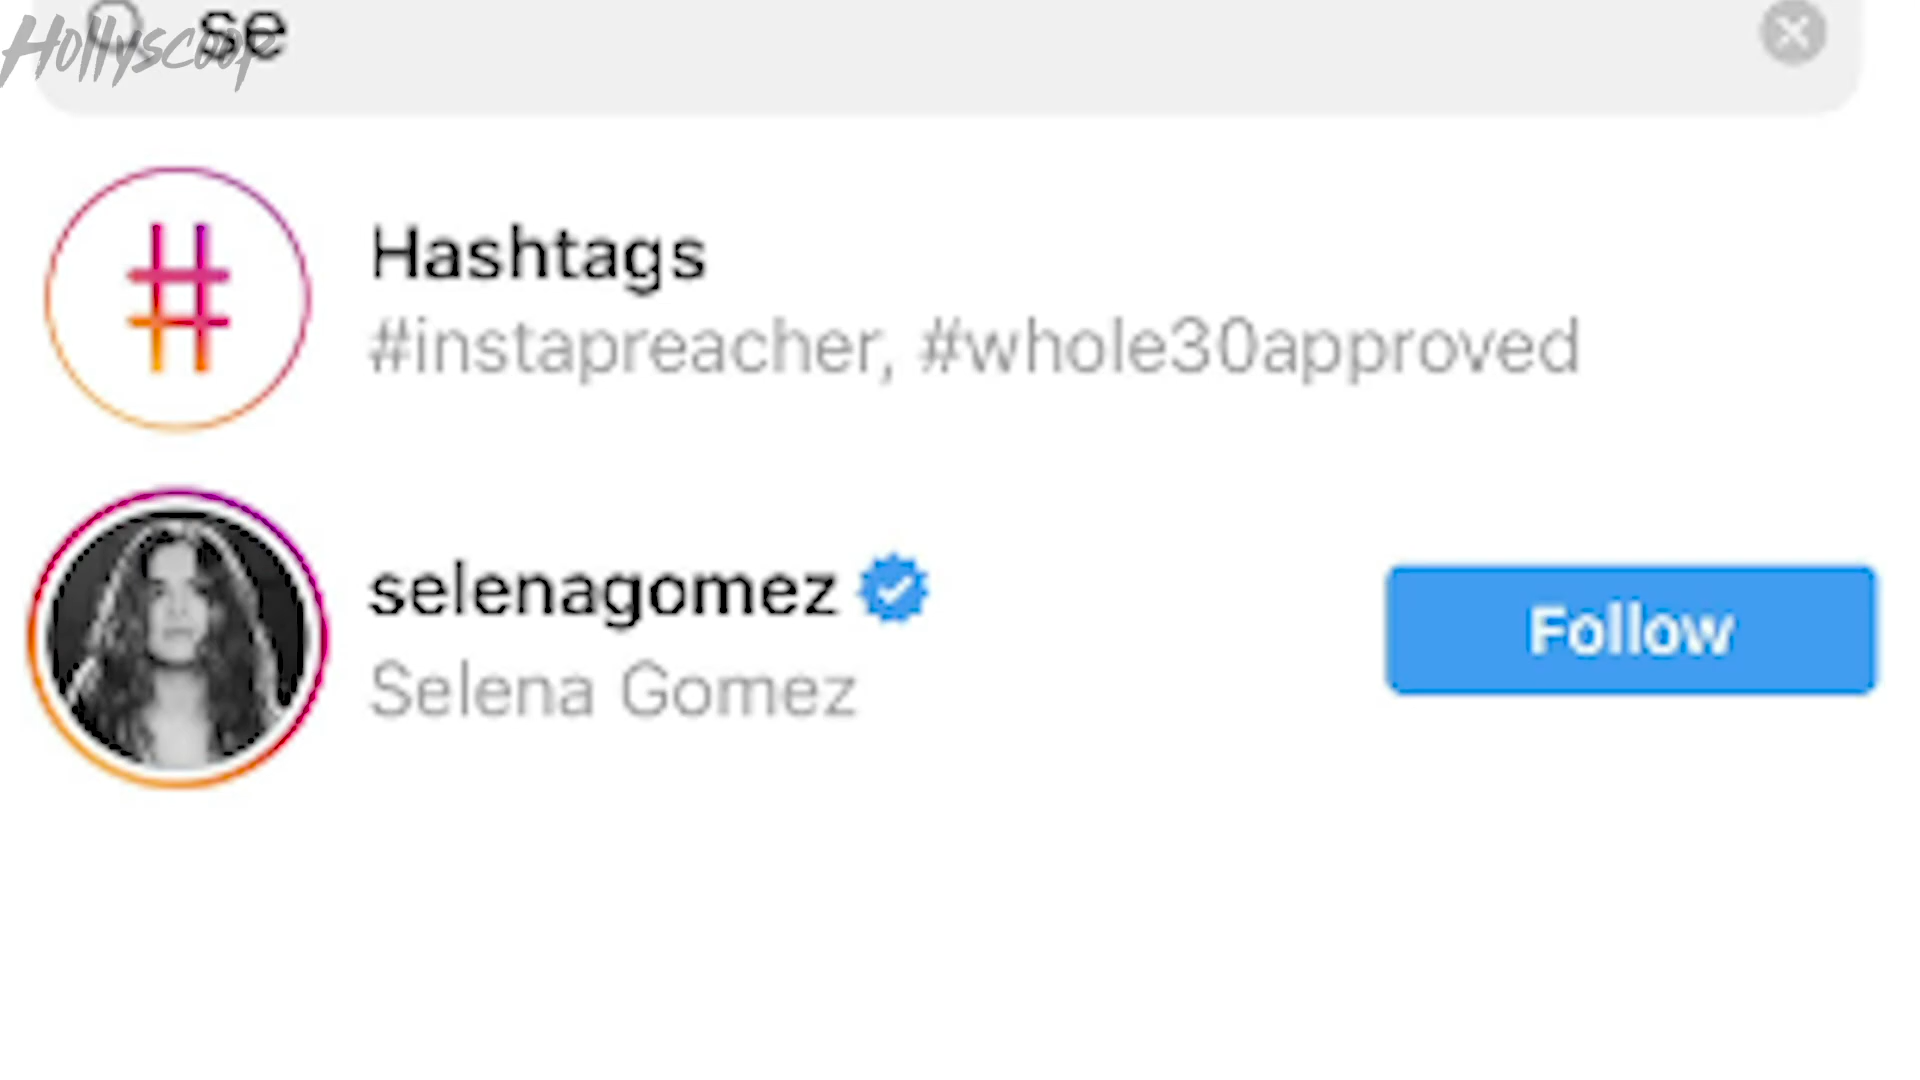 Hollyscoop
se
Hashtags
#instapreacher, #whole30approved
selenagomez
Selena Gomez
Follow